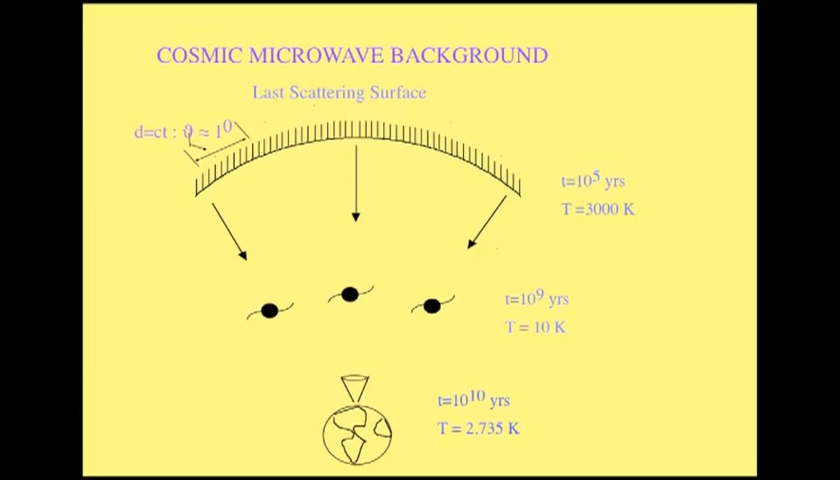 COSMIC MICROWAVE BACKGROUND
Last Scattering Surface
d=ct : ϑ ≈ 1⁰
t=10⁵ yrs
T =3000 K
t=10⁹ yrs
T = 10 K
t=10¹⁰ yrs
T = 2.735 K